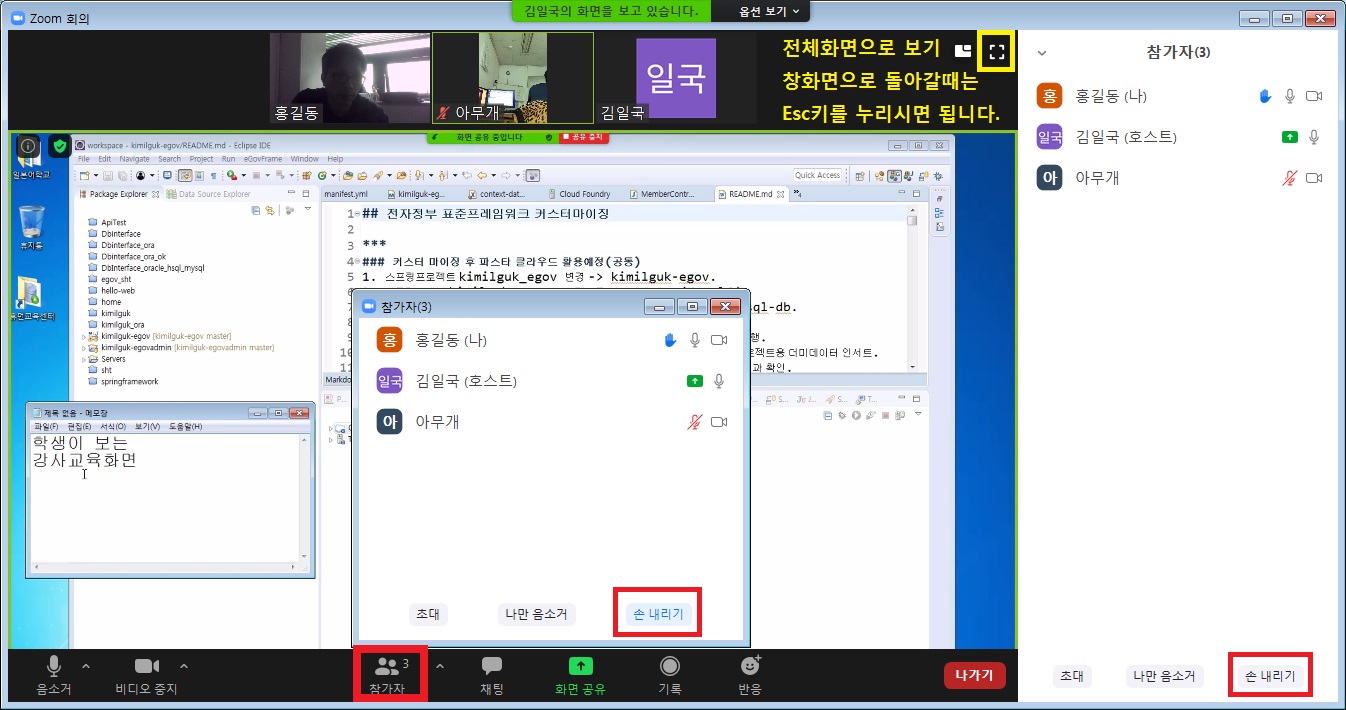 Zoom 회의
김일국의 화면을 보고 있습니다.
옵션 보기
홍길동
아무개
일국
김일국
전체화면으로 보기
창화면으로 돌아갈때는
Esc키를 누리시면 됩니다.
화면 공유 중입니다
공유 중지
workspace - kimilguk-egov/README.md - Eclipse IDE
File Edit Navigate Search Project Run eGovFrame Window Help
Quick Access
Package Explorer
Data Source Explorer
ApiTest
Dbinterface
Dbinterface_ora
Dbinterface_ora_ok
DbInterface_oracle_hsql_mysql
egov_sht
hello-web
home
kimilguk
kimilguk_ora
kimilguk-egov [kimilguk-egov master]
kimilguk-egovadmin [kimilguk-egovadmin master]
Servers
sht
springframework
manifest.yml
kimilguk-eg...
context-dat...
Cloud Foundry
MemberContr...
README.md
1 ## 전자정부 표준프레임워크 커스터마이징
2
3 ***
4 ### 커스터 마이징 후 파스타 클라우드 활용예정(공통)
5 1. 스프링프로젝트 kimilguk_egov 변경 -> kimilguk-egov.
ql-db.
행.
로젝트용 더미데이터 인서트.
과 확인.
10
11
Markdo
휴지통
제목 없음 - 메모장
파일(F) 편집(E) 서식(O) 보기(V) 도움말(H)
학생이 보는
강사교육화면
참가자(3)
홍 홍길동 (나)
일국 김일국 (호스트)
아 아무개
초대
나만 음소거
손 내리기
음소거
비디오 중지
3
참가자
채팅
화면 공유
기록
반응
나가기
참가자(3)
홍 홍길동 (나)
일국 김일국 (호스트)
아 아무개
초대
나만 음소거
손 내리기